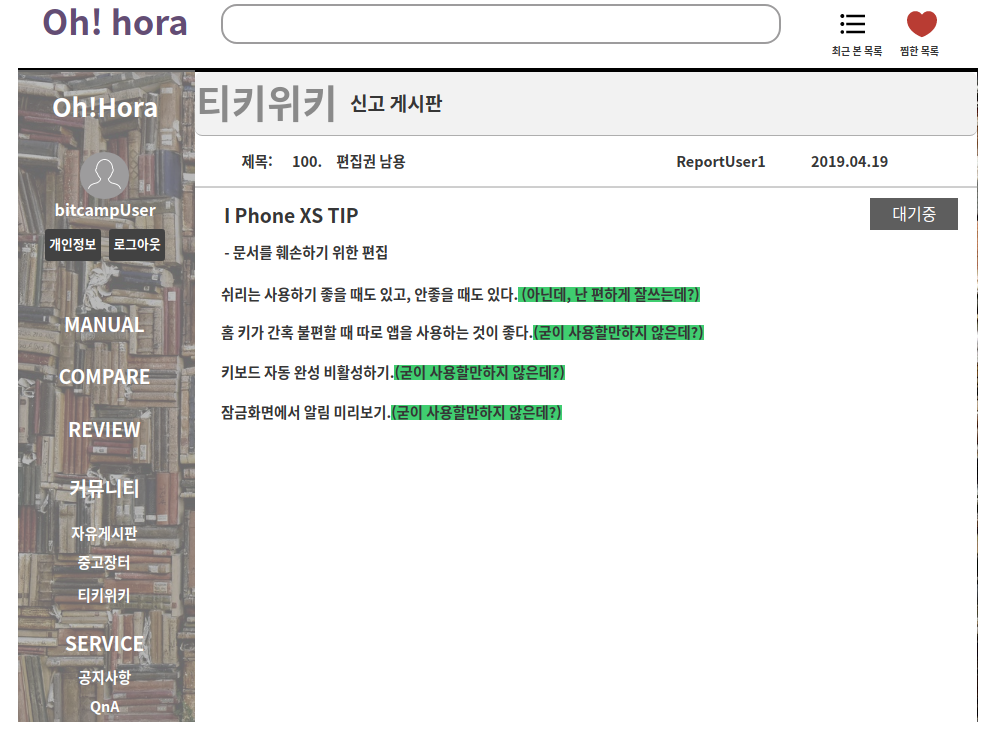 Oh! hora
최근 본 목록
찜한 목록
Oh!Hora
bitcampUser
개인정보
로그아웃
MANUAL
COMPARE
REVIEW
커뮤니티
자유게시판
중고장터
티키위키
SERVICE
공지사항
QnA
티키위키 신고 게시판
제목: 100. 편집권 남용 ReportUser1 2019.04.19
I Phone XS TIP
대기중
- 문서를 훼손하기 위한 편집
쉬리는 사용하기 좋을 때도 있고, 안좋을 때도 있다. (아닌데, 난 편하게 잘쓰는데?)
홈 키가 간혹 불편할 때 따로 앱을 사용하는 것이 좋다.(굳이 사용할만하지 않은데?)
키보드 자동 완성 비활성하기.(굳이 사용할만하지 않은데?)
잠금화면에서 알림 미리보기.(굳이 사용할만하지 않은데?)